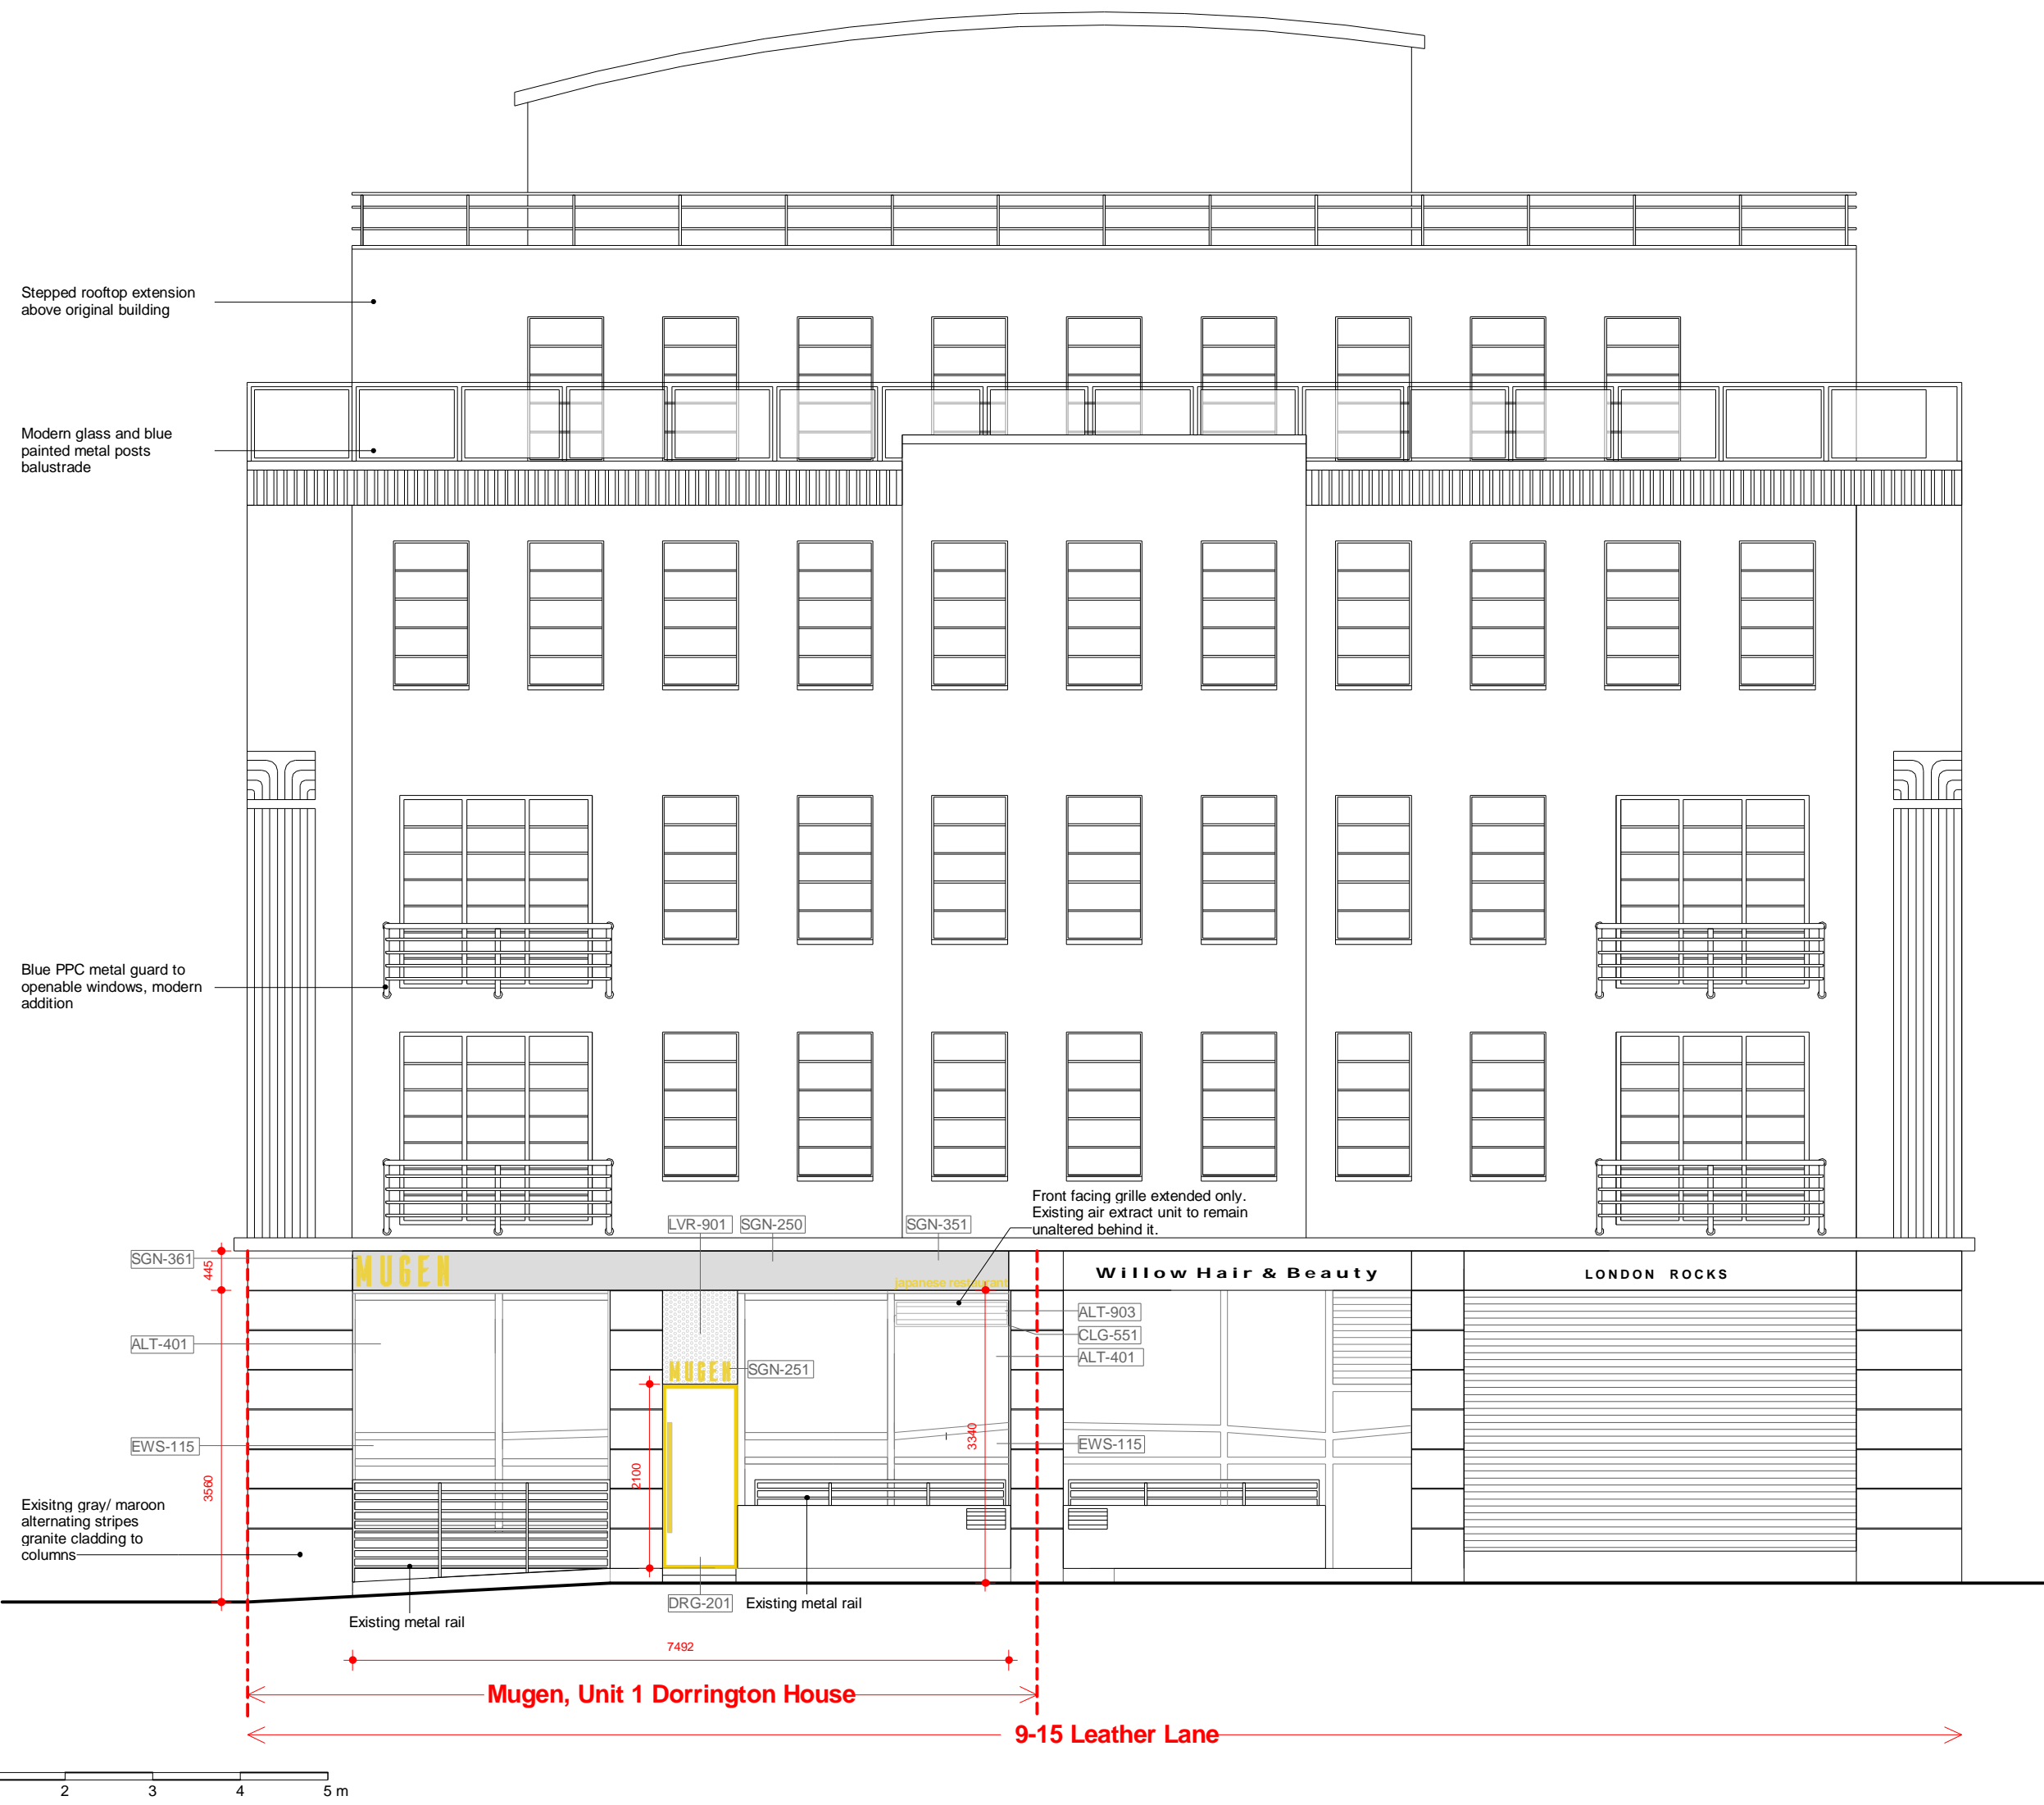 Stepped rooftop extension
above original building
Modern glass and blue
painted metal posts
balustrade
Blue PPC metal guard to
openable windows, modern
addition
Front facing grille extended only.
Existing air extract unit to remain
unaltered behind it.
LVR-901
SGN-250
SGN-351
SGN-361
445
MUGEN
japanese restaurant
Willow Hair & Beauty
LONDON ROCKS
ALT-903
CLG-551
ALT-401
ALT-401
MUGEN
SGN-251
EWS-115
EWS-115
3340
2100
3560
Exisitng gray/ maroon
alternating stripes
granite cladding to
columns
DRG-201
Existing metal rail
Existing metal rail
7492
Mugen, Unit 1 Dorrington House
9-15 Leather Lane
2 3 4 5 m